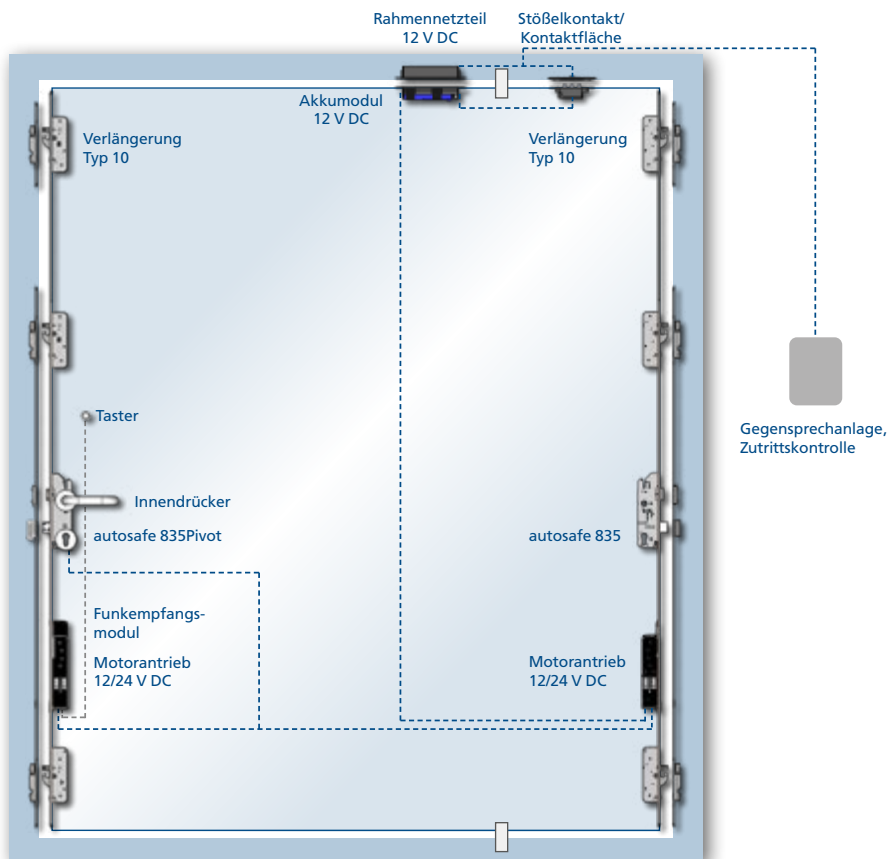 Rahmennetzteil
12 V DC
Stößelkontakt/
Kontaktfläche
Akkumodul
12 V DC
Verlängerung
Typ 10
Verlängerung
Typ 10
Taster
Gegensprechanlage,
Zutrittskontrolle
Innendrücker
autosafe 835Pivot
autosafe 835
Funkempfangs-
modul
Motorantrieb
12/24 V DC
Motorantrieb
12/24 V DC